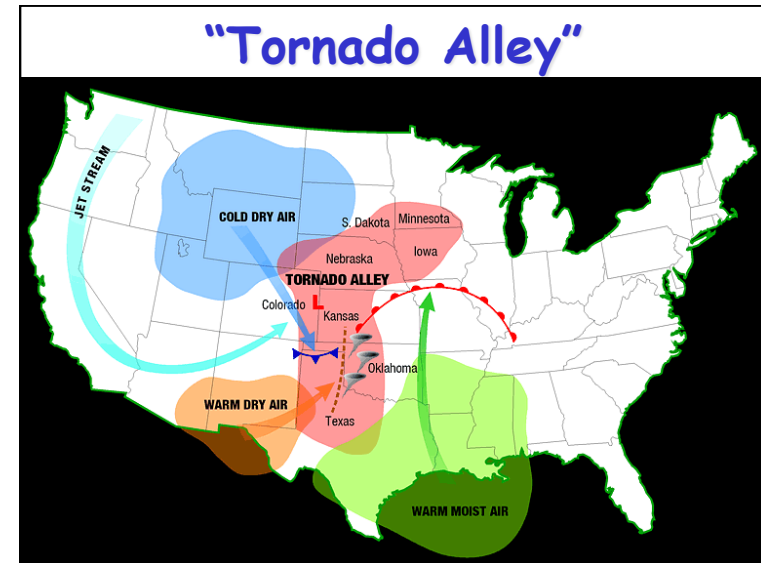 “Tornado Alley”
JET STREAM
COLD DRY AIR
S. Dakota
Minnesota
Nebraska
Iowa
TORNADO ALLEY
Colorado
L
Kansas
Oklahoma
WARM DRY AIR
Texas
WARM MOIST AIR